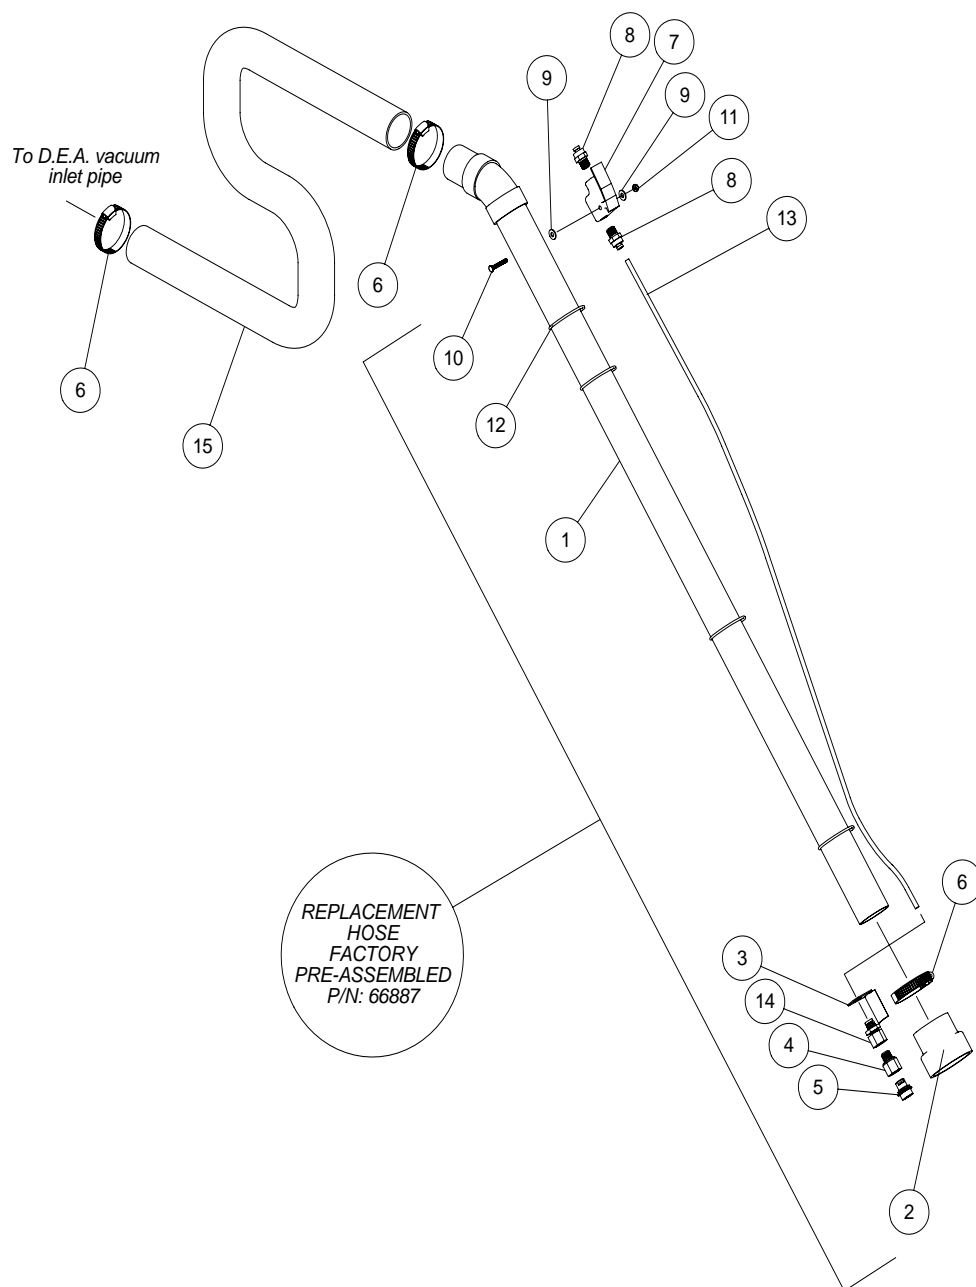 8
7
9
9
11
To D.E.A. vacuum
inlet pipe
8
13
6
10
6
12
15
1
REPLACEMENT
HOSE
FACTORY
PRE-ASSEMBLED
P/N: 66887
6
3
14
4
5
2